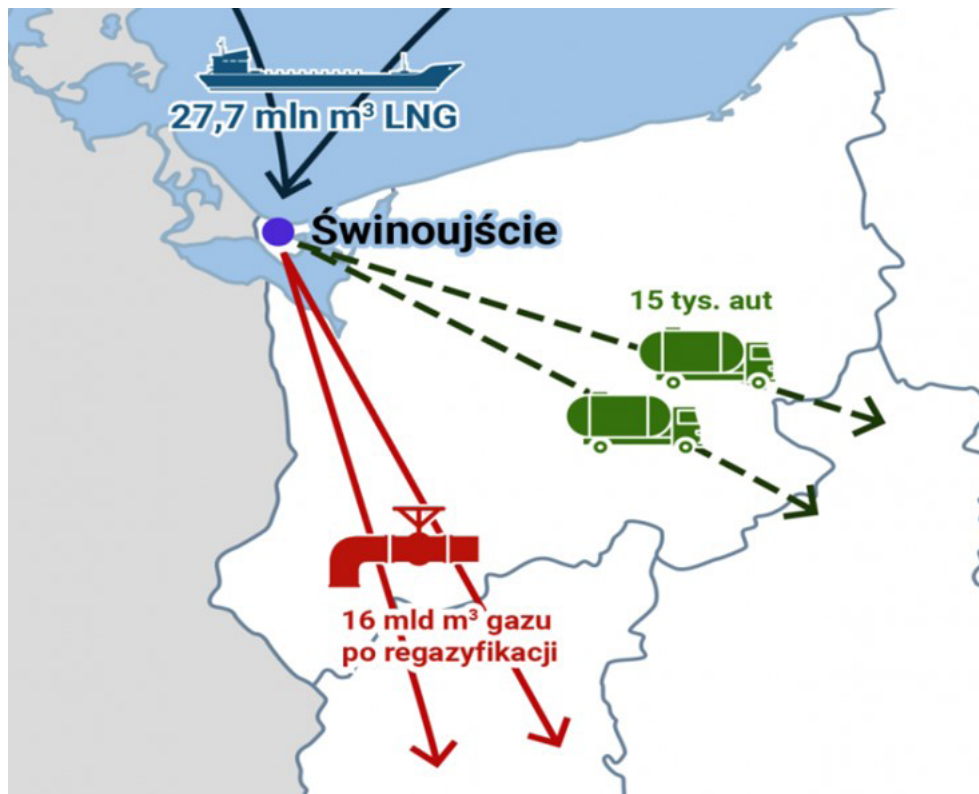 27,7 mln m³ LNG
Świnoujście
15 tys. aut
16 mld m³ gazu
po regazyfikacji